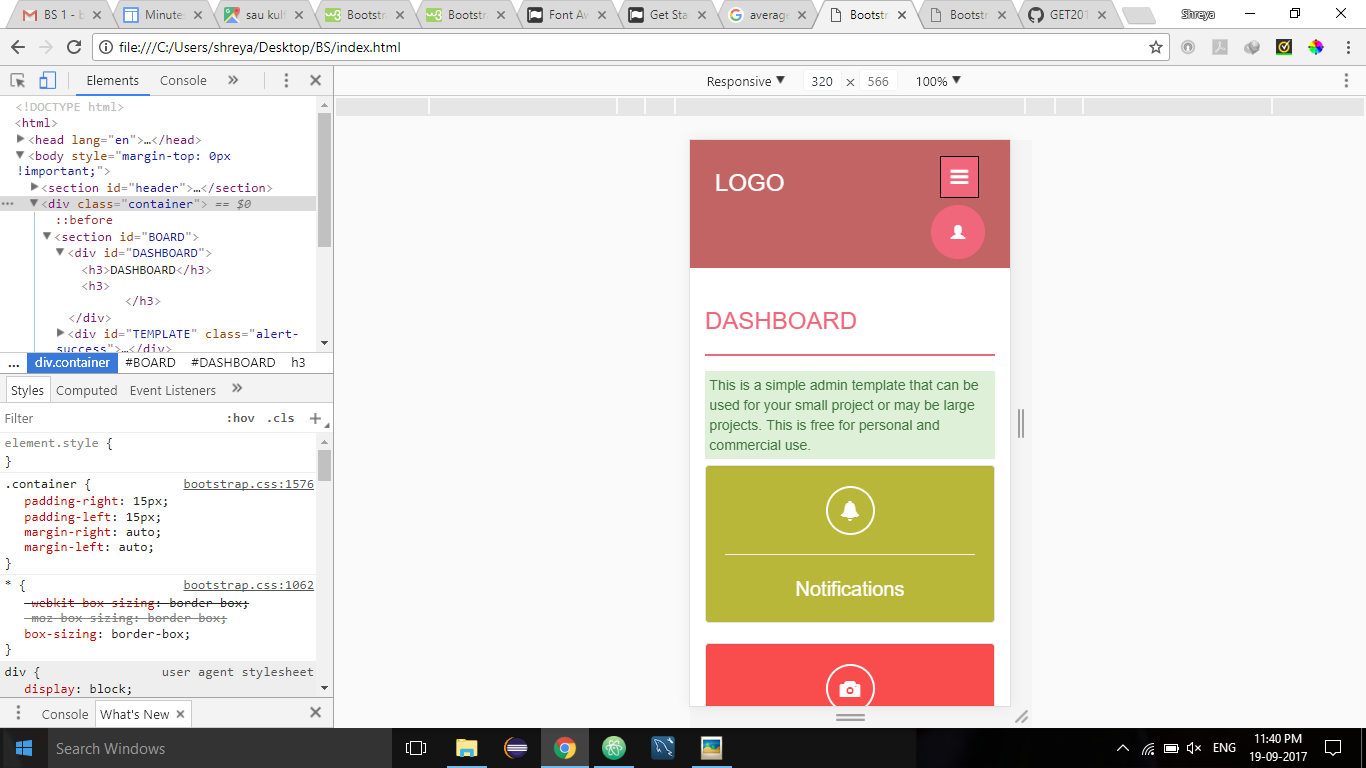 BS 1 - b
Minutes
sau kulf
Bootstr
Bootstr
Font Aw
Get Sta
average
Bootstr
Bootstr
GET201
Shreya
file:///C:/Users/shreya/Desktop/BS/index.html
Elements Console
Responsive 320 × 566 100%
<!DOCTYPE html>
<html>
<head lang="en">…</head>
<body style="margin-top: 0px
!important;">
<section id="header">…</section>
<div class="container"> == $0
::before
<section id="BOARD">
<div id="DASHBOARD">
<h3>DASHBOARD</h3>
<h3>
</h3>
</div>
<div id="TEMPLATE" class="alert-
success">…</div>
... div.container #BOARD #DASHBOARD h3
Styles Computed Event Listeners
Filter :hov .cls
element.style {
}
.container { bootstrap.css:1576
padding-right: 15px;
padding-left: 15px;
margin-right: auto;
margin-left: auto;
}
* { bootstrap.css:1062
-webkit-box-sizing: border-box;
-moz-box-sizing: border-box;
box-sizing: border-box;
}
div { user agent stylesheet
display: block;
Console What's New
LOGO
DASHBOARD
This is a simple admin template that can be
used for your small project or may be large
projects. This is free for personal and
commercial use.
Notifications
Search Windows
ENG
11:40 PM
19-09-2017